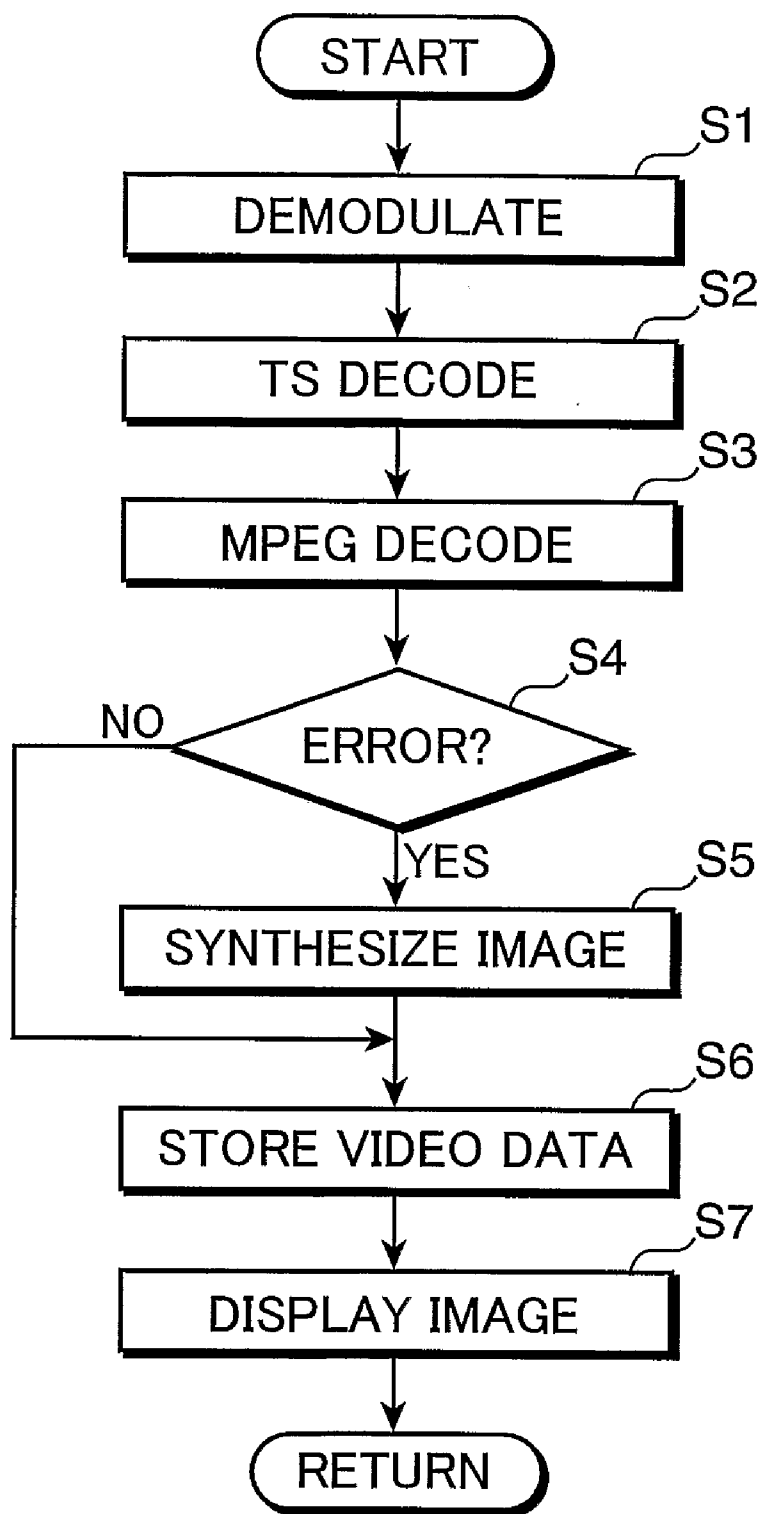 START
S1
DEMODULATE
S2
TS DECODE
S3
MPEG DECODE
S4
ERROR?
NO
YES
S5
SYNTHESIZE IMAGE
S6
STORE VIDEO DATA
S7
DISPLAY IMAGE
RETURN